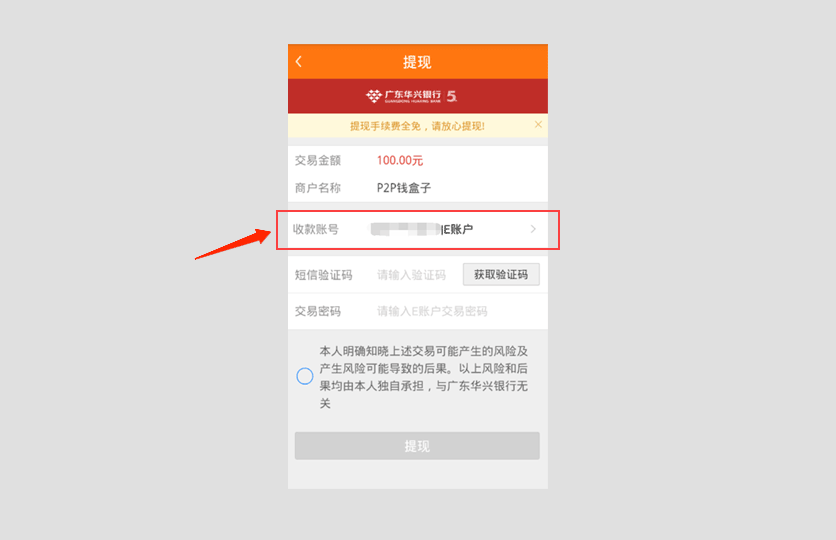 提现
广东华兴银行 5
GUANGDONG HUAXING BANK
提现手续费全免，请放心提现!
交易金额 100.00元
商户名称 P2P钱盒子
收款账号 |E账户
短信验证码 请输入验证码 获取验证码
交易密码 请输入E账户交易密码
本人明确知晓上述交易可能产生的风险及
产生风险可能导致的后果。以上风险和后
果均由本人独自承担，与广东华兴银行无
关
提现